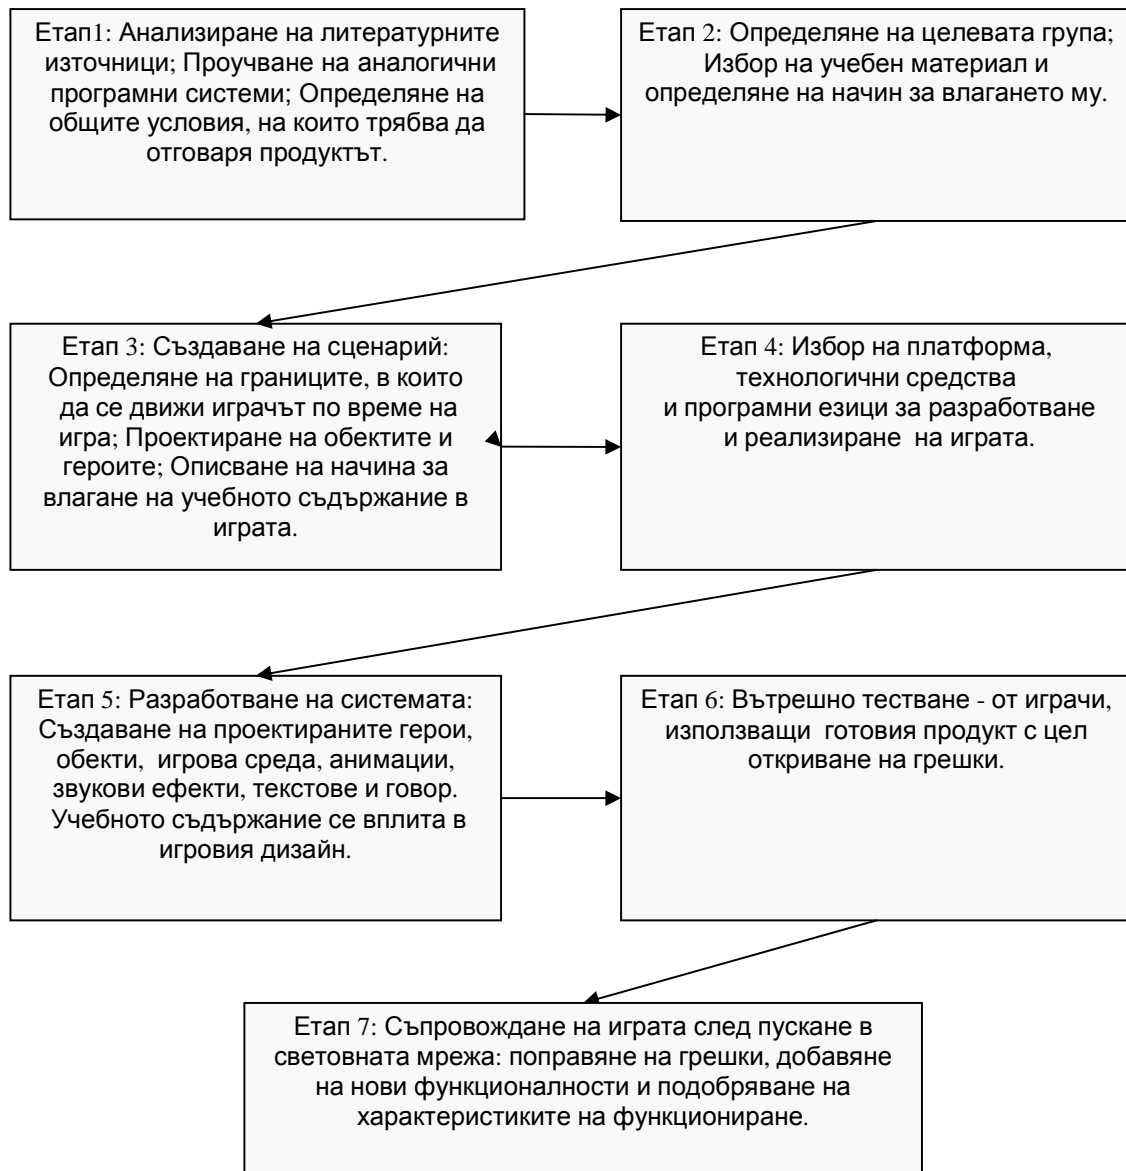 Етап1: Анализиране на литературните
източници; Проучване на аналогични
програмни системи; Определяне на
общите условия, на които трябва да
отговаря продуктът.
Етап 2: Определяне на целевата група;
Избор на учебен материал и
определяне на начин за влагането му.
Етап 3: Създаване на сценарий:
Определяне на границите, в които
да се движи играчът по време на
игра; Проектиране на обектите и
героите; Описване на начина за
влагане на учебното съдържание в
играта.
Етап 4: Избор на платформа,
технологични средства
и програмни езици за разработване
и реализиране на играта.
Етап 5: Разработване на системата:
Създаване на проектираните герои,
обекти, игрова среда, анимации,
звукови ефекти, текстове и говор.
Учебното съдържание се вплита в
игровия дизайн.
Етап 6: Вътрешно тестване - от играчи,
използващи готовия продукт с цел
откриване на грешки.
Етап 7: Съпровождане на играта след пускане в
световната мрежа: поправяне на грешки, добавяне
на нови функционалности и подобряване на
характеристиките на функциониране.